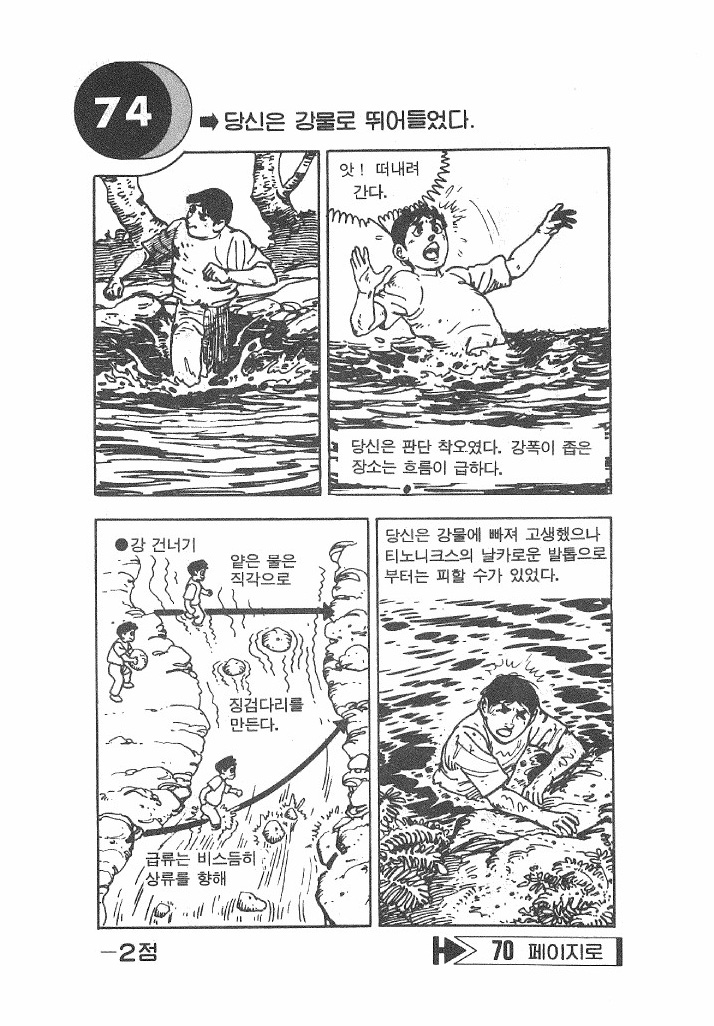 74
➡ 당신은 강물로 뛰어들었다.
앗! 떠내려
간다.
당신은 판단 착오였다. 강폭이 좁은
장소는 흐름이 급하다.
●강 건너기
얕은 물은
직각으로
징검다리를
만든다.
급류는 비스듬히
상류를 향해
당신은 강물에 빠져 고생했으나
티노니크스의 날카로운 발톱으로
부터는 피할 수가 있었다.
−2점
70 페이지로